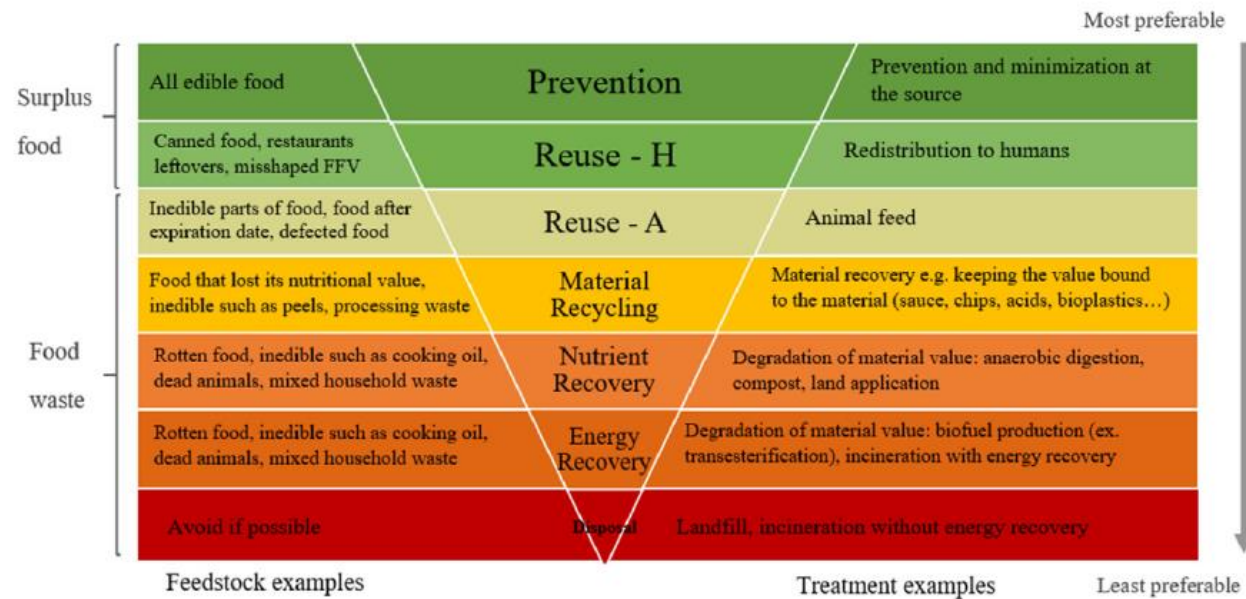 Most preferable
Surplus
food
All edible food
Prevention
Prevention and minimization at
the source
Canned food, restaurants
leftovers, misshaped FFV
Reuse - H
Redistribution to humans
Food
waste
Inedible parts of food, food after
expiration date, defected food
Reuse - A
Animal feed
Food that lost its nutritional value,
inedible such as peels, processing waste
Material
Recycling
Material recovery e.g. keeping the value bound
to the material (sauce, chips, acids, bioplastics…)
Rotten food, inedible such as cooking oil,
dead animals, mixed household waste
Nutrient
Recovery
Degradation of material value: anaerobic digestion,
compost, land application
Rotten food, inedible such as cooking oil,
dead animals, mixed household waste
Energy
Recovery
Degradation of material value: biofuel production (ex.
transesterification), incineration with energy recovery
Avoid if possible
Disposal
Landfill, incineration without energy recovery
Feedstock examples
Treatment examples
Least preferable